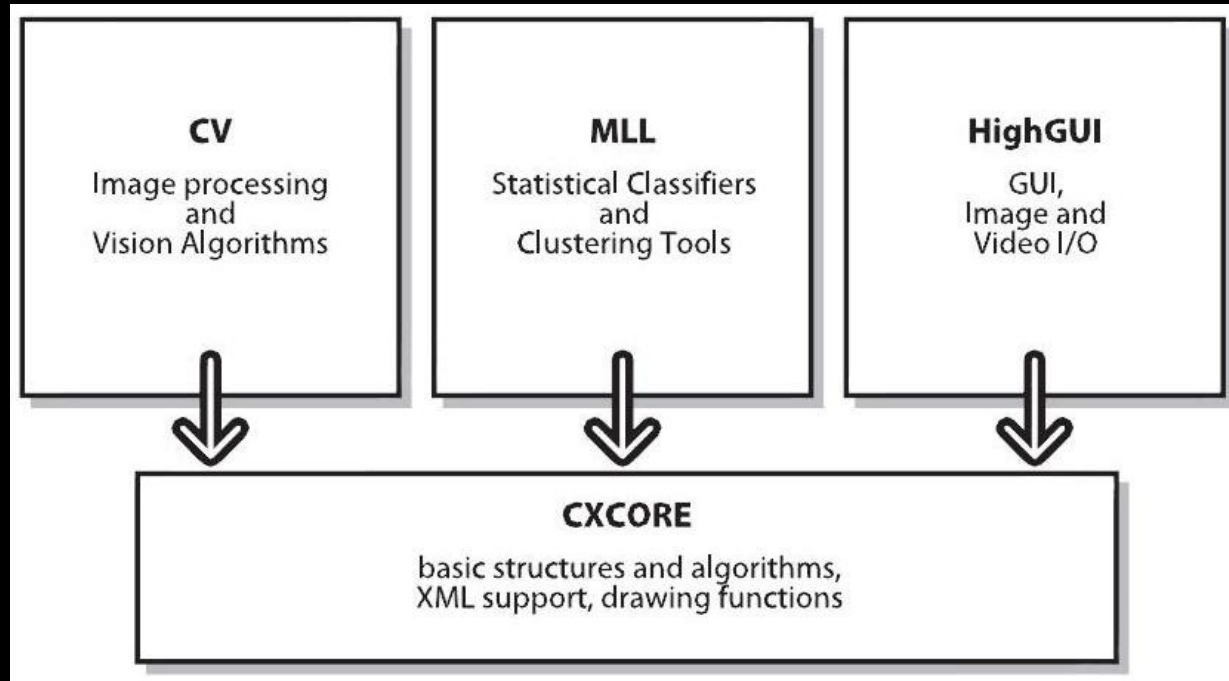 CV
Image processing
and
Vision Algorithms
MLL
Statistical Classifiers
and
Clustering Tools
HighGUI
GUI,
Image and
Video I/O
CXCORE
basic structures and algorithms,
XML support, drawing functions